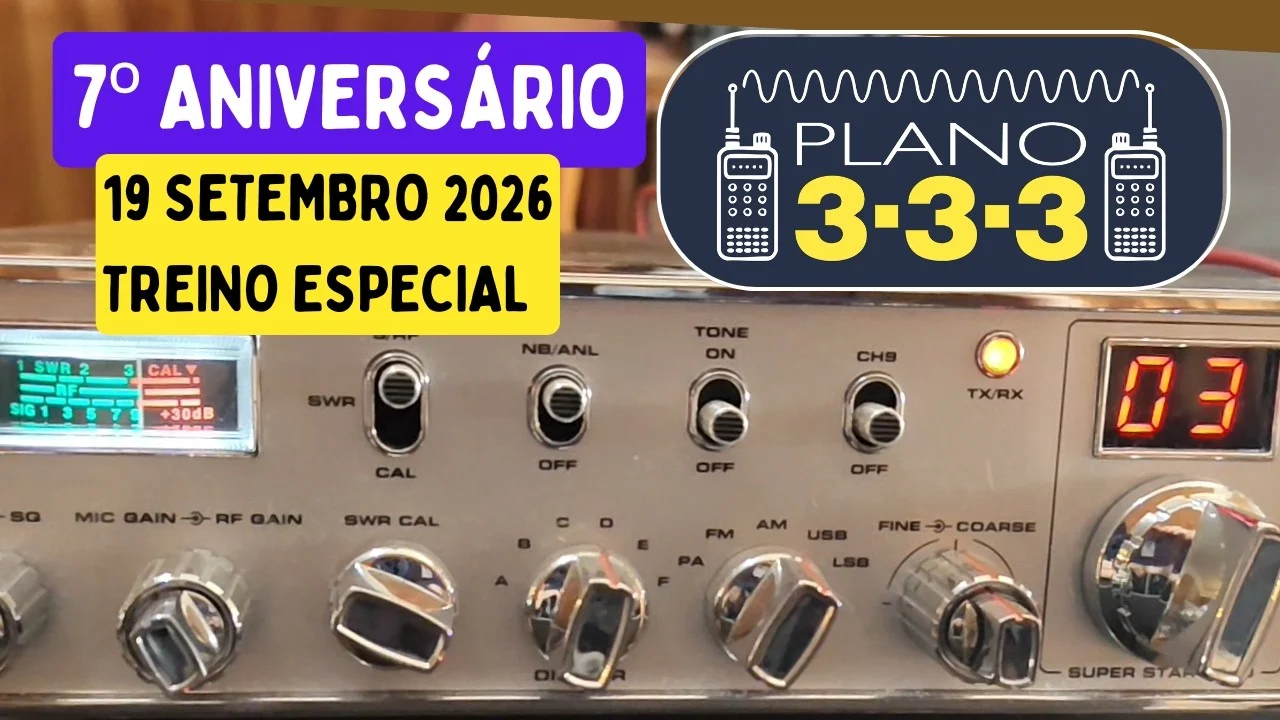 7º ANIVERSÁRIO
19 SETEMBRO 2026
TREINO ESPECIAL
PLANO
3·3·3
1 SWR 2 3 CAL▼
RF
SIG 1 3 5 7 9 +30dB
SWR
CAL
NB/ANL
OFF
TONE
ON
OFF
CH9
OFF
TX/RX
03
SQ
MIC GAIN RF GAIN
SWR CAL
A B C D E F
PA FM AM USB LSB
FINE COARSE
SUPER